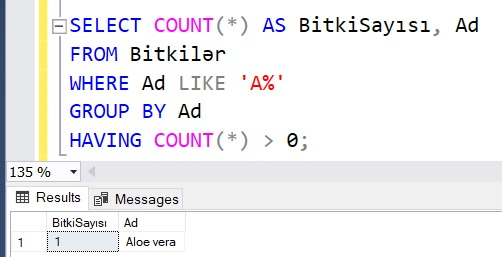 SELECT COUNT(*) AS BitkiSayısı, Ad
FROM Bitkilər
WHERE Ad LIKE 'A%'
GROUP BY Ad
HAVING COUNT(*) > 0;
135 %
Results Messages
BitkiSayısı Ad
1 1 Aloe vera